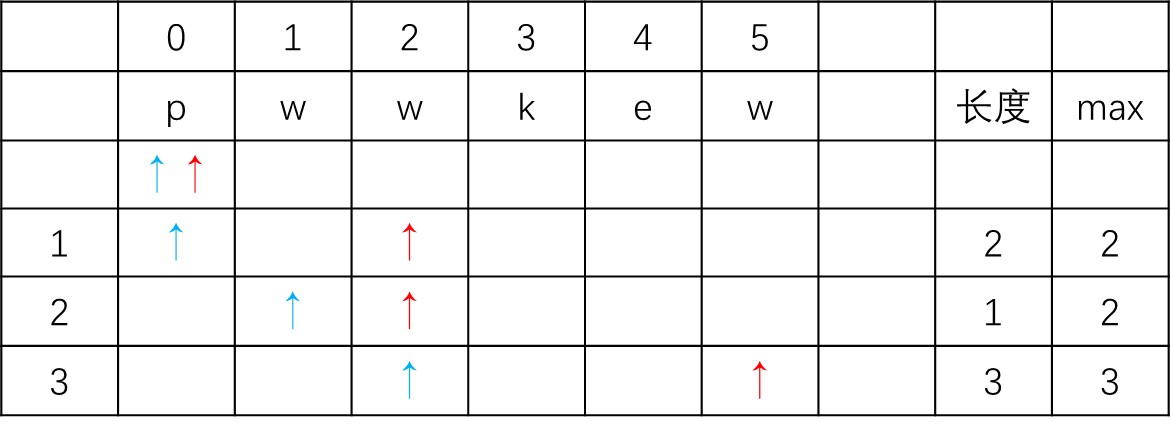 0 1 2 3 4 5
p w w k e w 长度 max
↑ ↑
1 ↑ ↑ 2 2
2 ↑ ↑ 1 2
3 ↑ ↑ 3 3